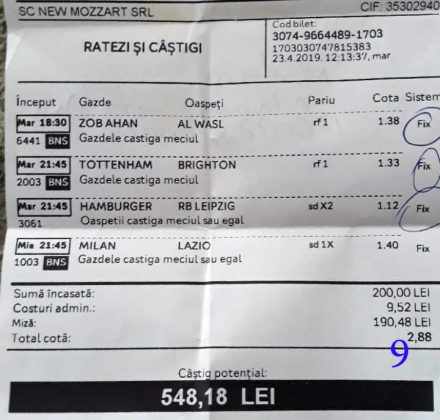 SC NEW MOZZART SRL CIF: 35302940
RATEZI ȘI CÂȘTIGI
Cod bilet:
3074-9664489-1703
1703030747815383
23.4.2019. 12:13:37, mar
Început Gazde Oaspeți Pariu Cota Sistem
Mar 18:30 ZOB AHAN AL WASL rf 1 1.38 Fix
6441 BNS Gazdele castiga meciul
Mar 21:45 TOTTENHAM BRIGHTON rf 1 1.33 Fix
2003 BNS Gazdele castiga meciul
Mar 21:45 HAMBURGER RB LEIPZIG sd X2 1.12 Fix
3061 Oaspetii castiga meciul sau egal
Mie 21:45 MILAN LAZIO sd 1X 1.40 Fix
1003 BNS Gazdele castiga meciul sau egal
Sumă încasată: 200,00 LEI
Costuri admin.: 9,52 LEI
Miză: 190,48 LEI
Total cotă: 2,88
9
Câștig potențial:
548,18 LEI